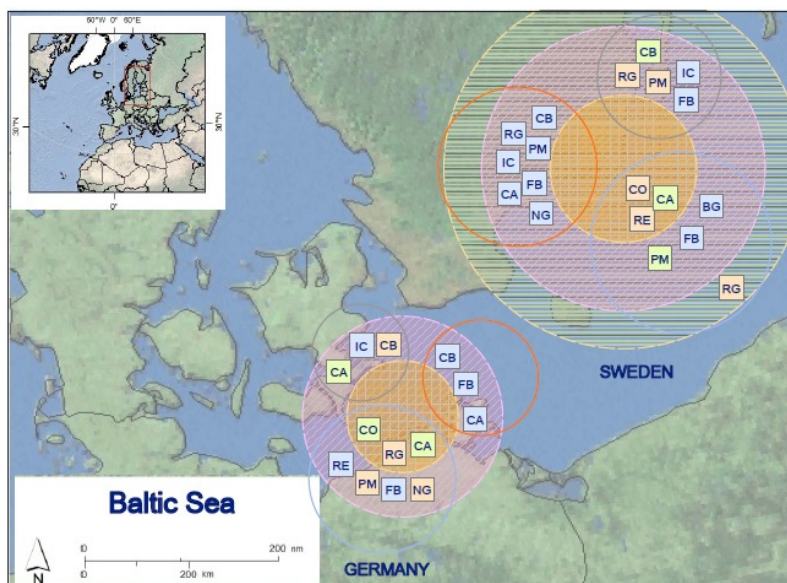 60°W 0° 60°E
30°N
30°N
0°
CB
RG PM IC
FB
CB
RG PM
IC
CA FB
NG
CO CA BG
RE FB
PM
RG
SWEDEN
IC CB
CA
CB
FB
CA
CO
RG CA
RE
PM FB NG
Baltic Sea
0 200 nm
0 200 km
N
GERMANY